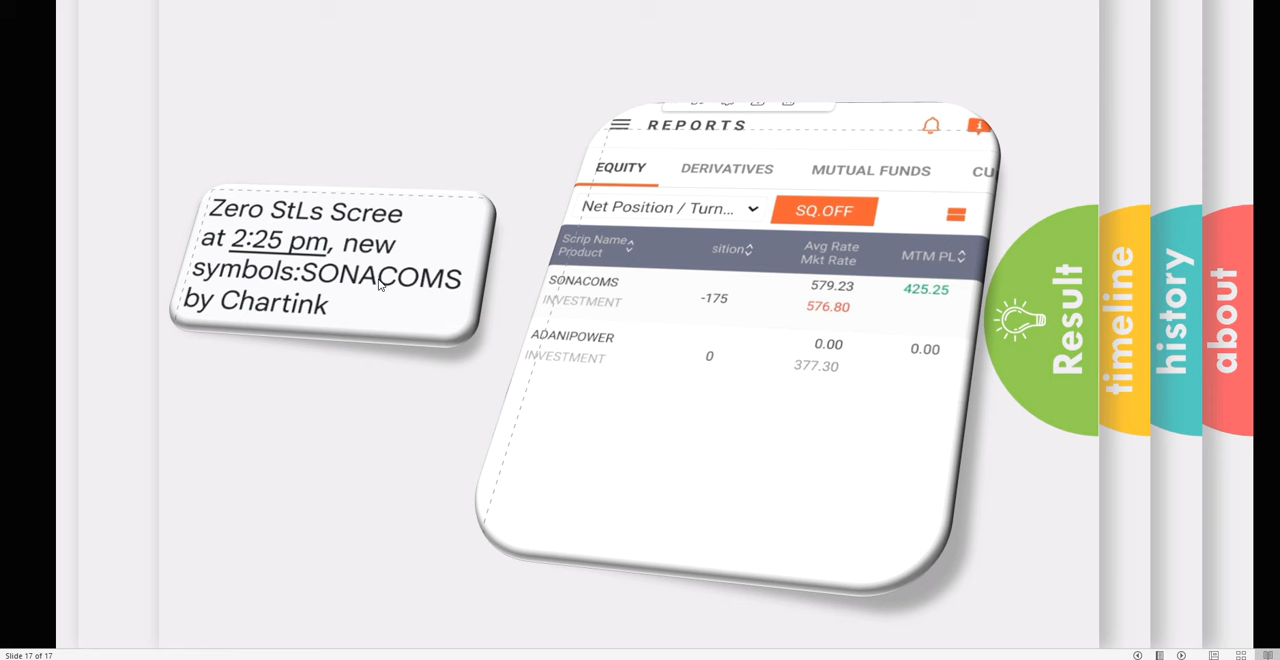 Zero StLs Scree
at 2:25 pm, new
symbols:SONACOMS
by Chartink
REPORTS
EQUITY DERIVATIVES MUTUAL FUNDS CU
Net Position / Turn... SQ.OFF
Scrip Name Product
sition
Avg Rate Mkt Rate
MTM PL
SONACOMS
INVESTMENT
-175
579.23
576.80
425.25
ADANIPOWER
INVESTMENT
0
0.00
377.30
0.00
Result
timeline
history
about
Slide 17 of 17